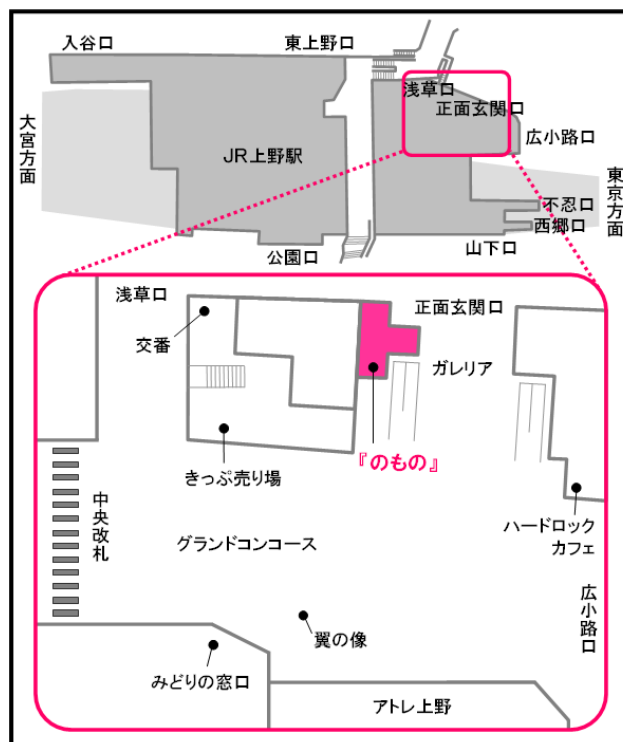 入谷口
東上野口
浅草口
正面玄関口
大宮方面
JR上野駅
広小路口
東京方面
不忍口
西郷口
公園口
山下口
浅草口
正面玄関口
交番
ガレリア
きっぷ売り場
『のもの』
中央改札
グランドコンコース
ハードロック
カフェ
広小路口
翼の像
みどりの窓口
アトレ上野